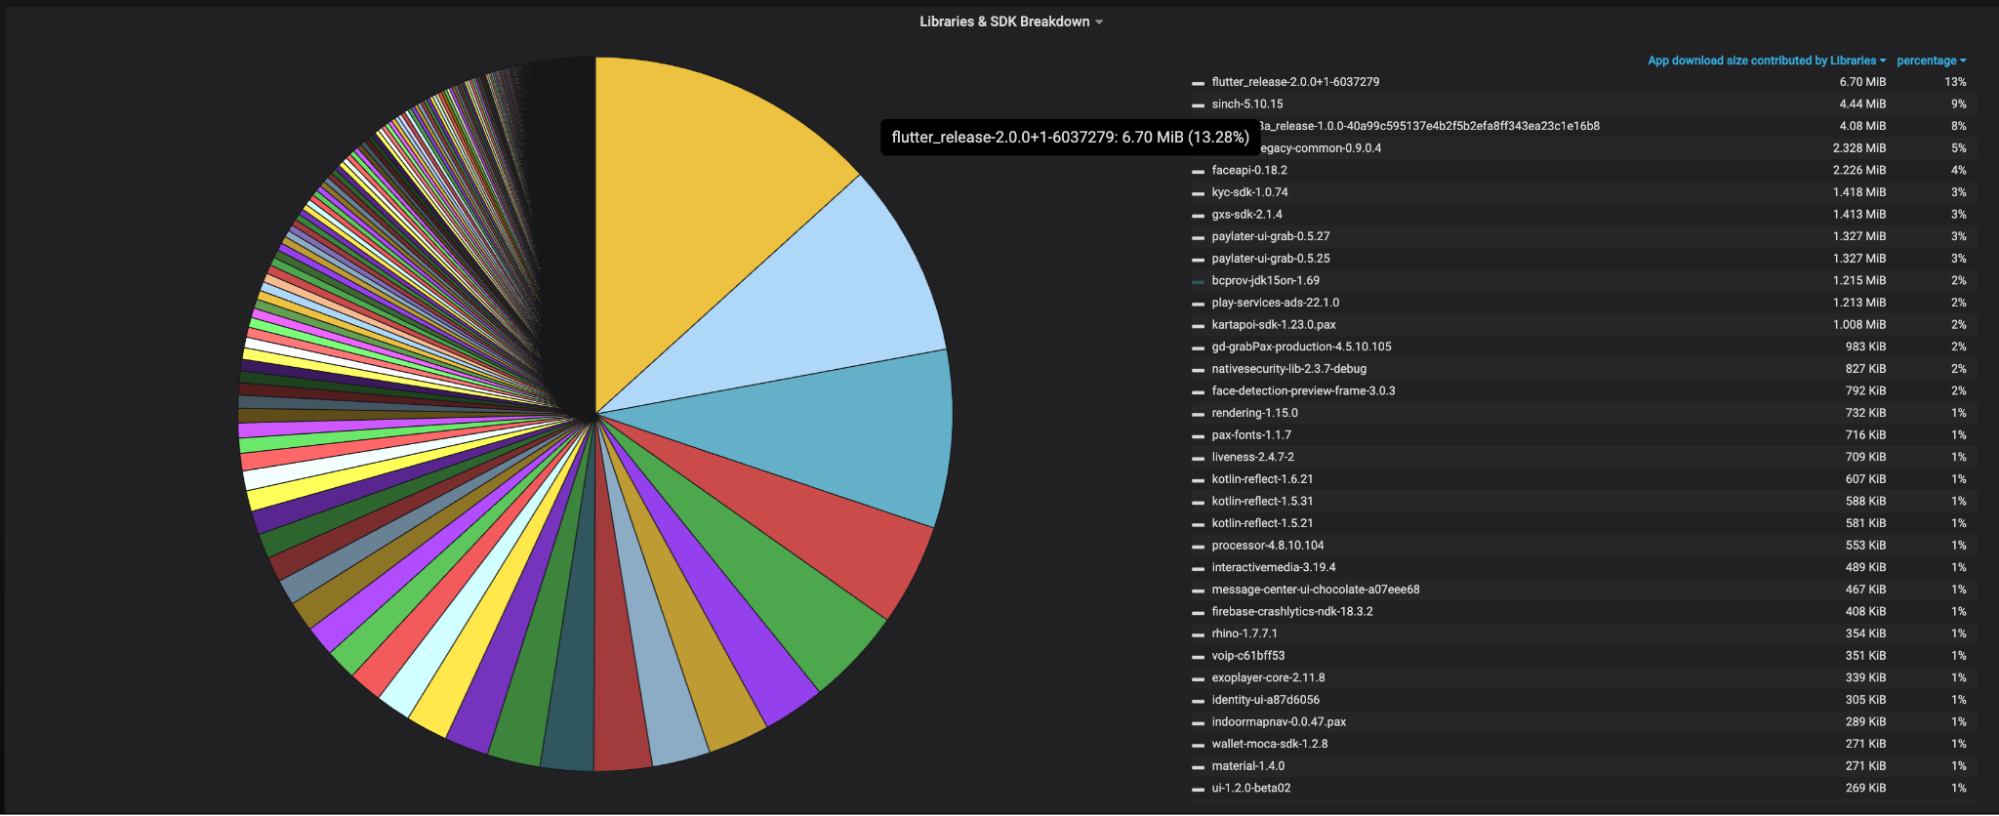 Libraries & SDK Breakdown
App download size contributed by Libraries percentage
flutter_release-2.0.0+1-6037279 6.70 MiB 13%
sinch-5.10.15 4.44 MiB 9%
flutter_release-2.0.0+1-6037279: 6.70 MiB (13.28%)
a_release-1.0.0-40a99c595137e4b2f5b2efa8ff343ea23c1e16b8 4.08 MiB 8%
egacy-common-0.9.0.4 2.328 MiB 5%
faceapi-0.18.2 2.226 MiB 4%
kyc-sdk-1.0.74 1.418 MiB 3%
gxs-sdk-2.1.4 1.413 MiB 3%
paylater-ui-grab-0.5.27 1.327 MiB 3%
paylater-ui-grab-0.5.25 1.327 MiB 3%
bcprov-jdk15on-1.69 1.215 MiB 2%
play-services-ads-22.1.0 1.213 MiB 2%
kartapoi-sdk-1.23.0.pax 1.008 MiB 2%
gd-grabPax-production-4.5.10.105 983 KiB 2%
nativesecurity-lib-2.3.7-debug 827 KiB 2%
face-detection-preview-frame-3.0.3 792 KiB 2%
rendering-1.15.0 732 KiB 1%
pax-fonts-1.1.7 716 KiB 1%
liveness-2.4.7-2 709 KiB 1%
kotlin-reflect-1.6.21 607 KiB 1%
kotlin-reflect-1.5.31 588 KiB 1%
kotlin-reflect-1.5.21 581 KiB 1%
processor-4.8.10.104 553 KiB 1%
interactivemedia-3.19.4 489 KiB 1%
message-center-ui-chocolate-a07eee68 467 KiB 1%
firebase-crashlytics-ndk-18.3.2 408 KiB 1%
rhino-1.7.7.1 354 KiB 1%
voip-c61bff53 351 KiB 1%
exoplayer-core-2.11.8 339 KiB 1%
identity-ui-a87d6056 305 KiB 1%
indoormapnav-0.0.47.pax 289 KiB 1%
wallet-moca-sdk-1.2.8 271 KiB 1%
material-1.4.0 271 KiB 1%
ui-1.2.0-beta02 269 KiB 1%